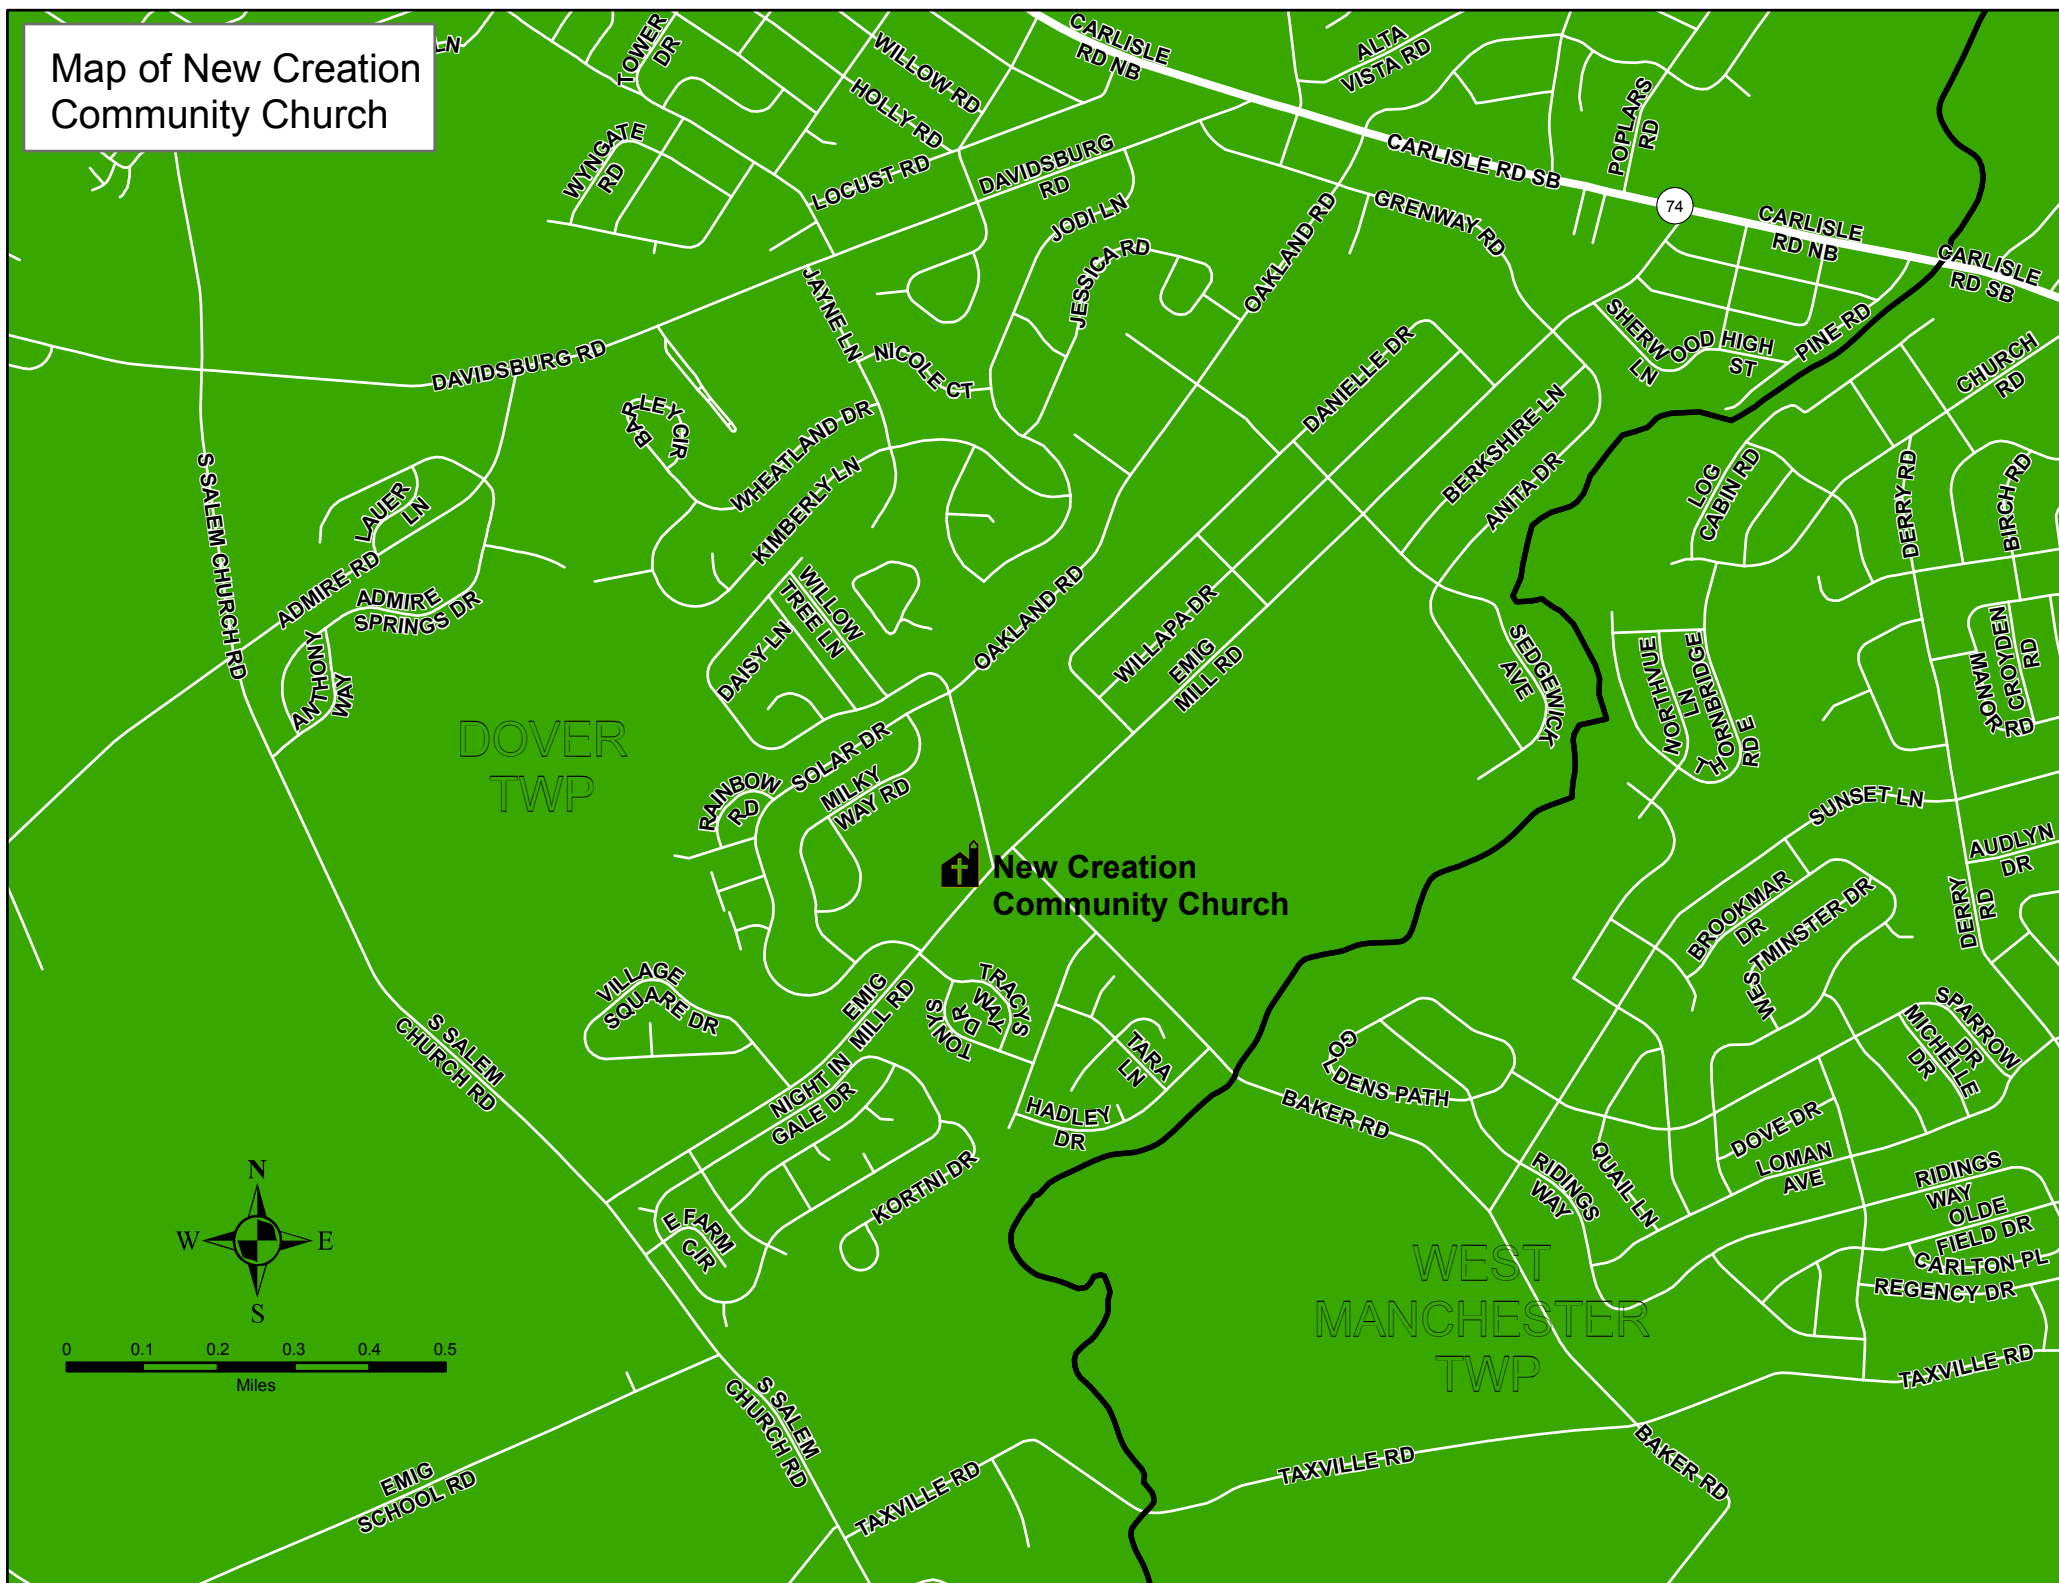 Map of New Creation
Community Church
LN
TOWER
DR
WILLOW RD
HOLLY RD
CARLISLE
RD NB
ALTA
VISTA RD
POPLARS
RD
WYNGATE
RD
LOCUST RD
DAVIDSBURG
RD
CARLISLE RD SB
74
CARLISLE
RD NB
CARLISLE
RD SB
JODI LN
JESSICA RD
OAKLAND RD
GRENWAY RD
JAYNE LN
NICOLE CT
DAVIDSBURG RD
BARLEY CIR
WHEATLAND DR
KIMBERLY LN
DANIELLE DR
BERKSHIRE LN
ANITA DR
SHERWOOD HIGH
LN
ST
PINE RD
CHURCH
RD
LOG
CABIN RD
DERRY RD
BIRCH RD
S SALEM CHURCH RD
LAUER
LN
ADMIRE RD
ADMIRE
SPRINGS DR
ANTHONY
WAY
WILLOW
TREE LN
DAISY LN
OAKLAND RD
WILLAPA DR
EMIG
MILL RD
SEDGEWICK
AVE
NORTHVUE
LN
THORNBRIDGE
RD E
MANOR
RD
CROYDEN
RD
DOVER
TWP
SOLAR DR
RAINBOW
RD
MILKY
WAY RD
SUNSET LN
AUDLYN
DR
New Creation
Community Church
BROOKMAR
DR
WESTMINSTER DR
DERRY
RD
VILLAGE
SQUARE DR
EMIG
MILL RD
TRACYS
WAY
TONYS
DR
S SALEM
CHURCH RD
NIGHT IN
GALE DR
TARA
LN
HADLEY
DR
BAKER RD
GOLDENS PATH
SPARROW
DR
MICHELLE
DR
DOVE DR
LOMAN
AVE
QUAIL LN
RIDINGS
WAY
RIDINGS
WAY
OLDE
FIELD DR
CARLTON PL
REGENCY DR
KORTNI DR
E FARM
CIR
N
W
E
S
WEST
MANCHESTER
TWP
0 0.1 0.2 0.3 0.4 0.5
Miles
TAXVILLE RD
S SALEM
CHURCH RD
EMIG
SCHOOL RD
TAXVILLE RD
TAXVILLE RD
BAKER RD